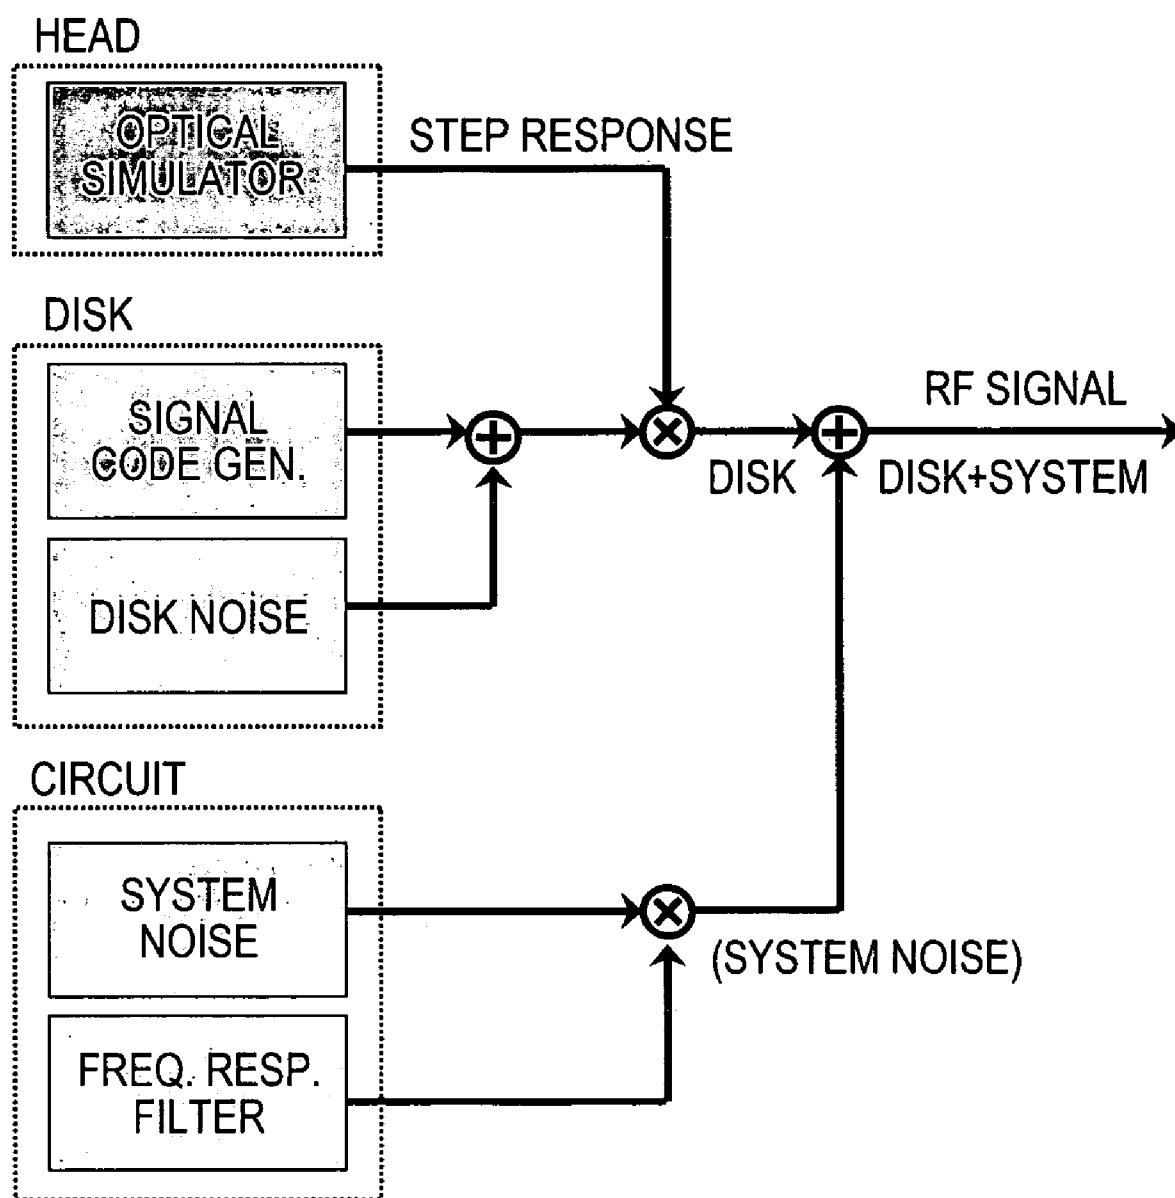 HEAD
OPTICAL
SIMULATOR
STEP RESPONSE
DISK
SIGNAL
CODE GEN.
DISK NOISE
RF SIGNAL
DISK
DISK+SYSTEM
CIRCUIT
SYSTEM
NOISE
(SYSTEM NOISE)
FREQ. RESP.
FILTER